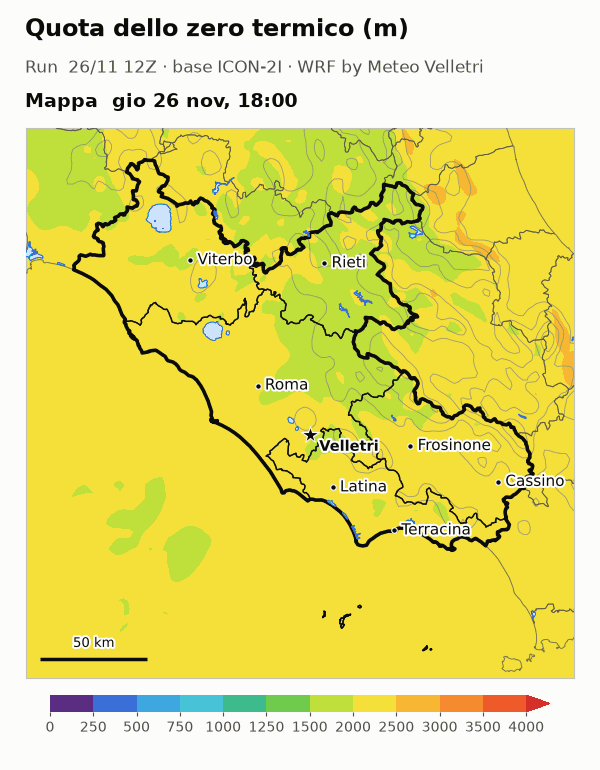 Quota dello zero termico (m)
Run  26/11 12Z · base ICON-2I · WRF by Meteo Velletri
Mappa  gio 26 nov, 18:00
Viterbo
Rieti
Roma
Velletri
Frosinone
Cassino
Latina
Terracina
50 km
0 250 500 750 1000 1250 1500 2000 2500 3000 3500 4000